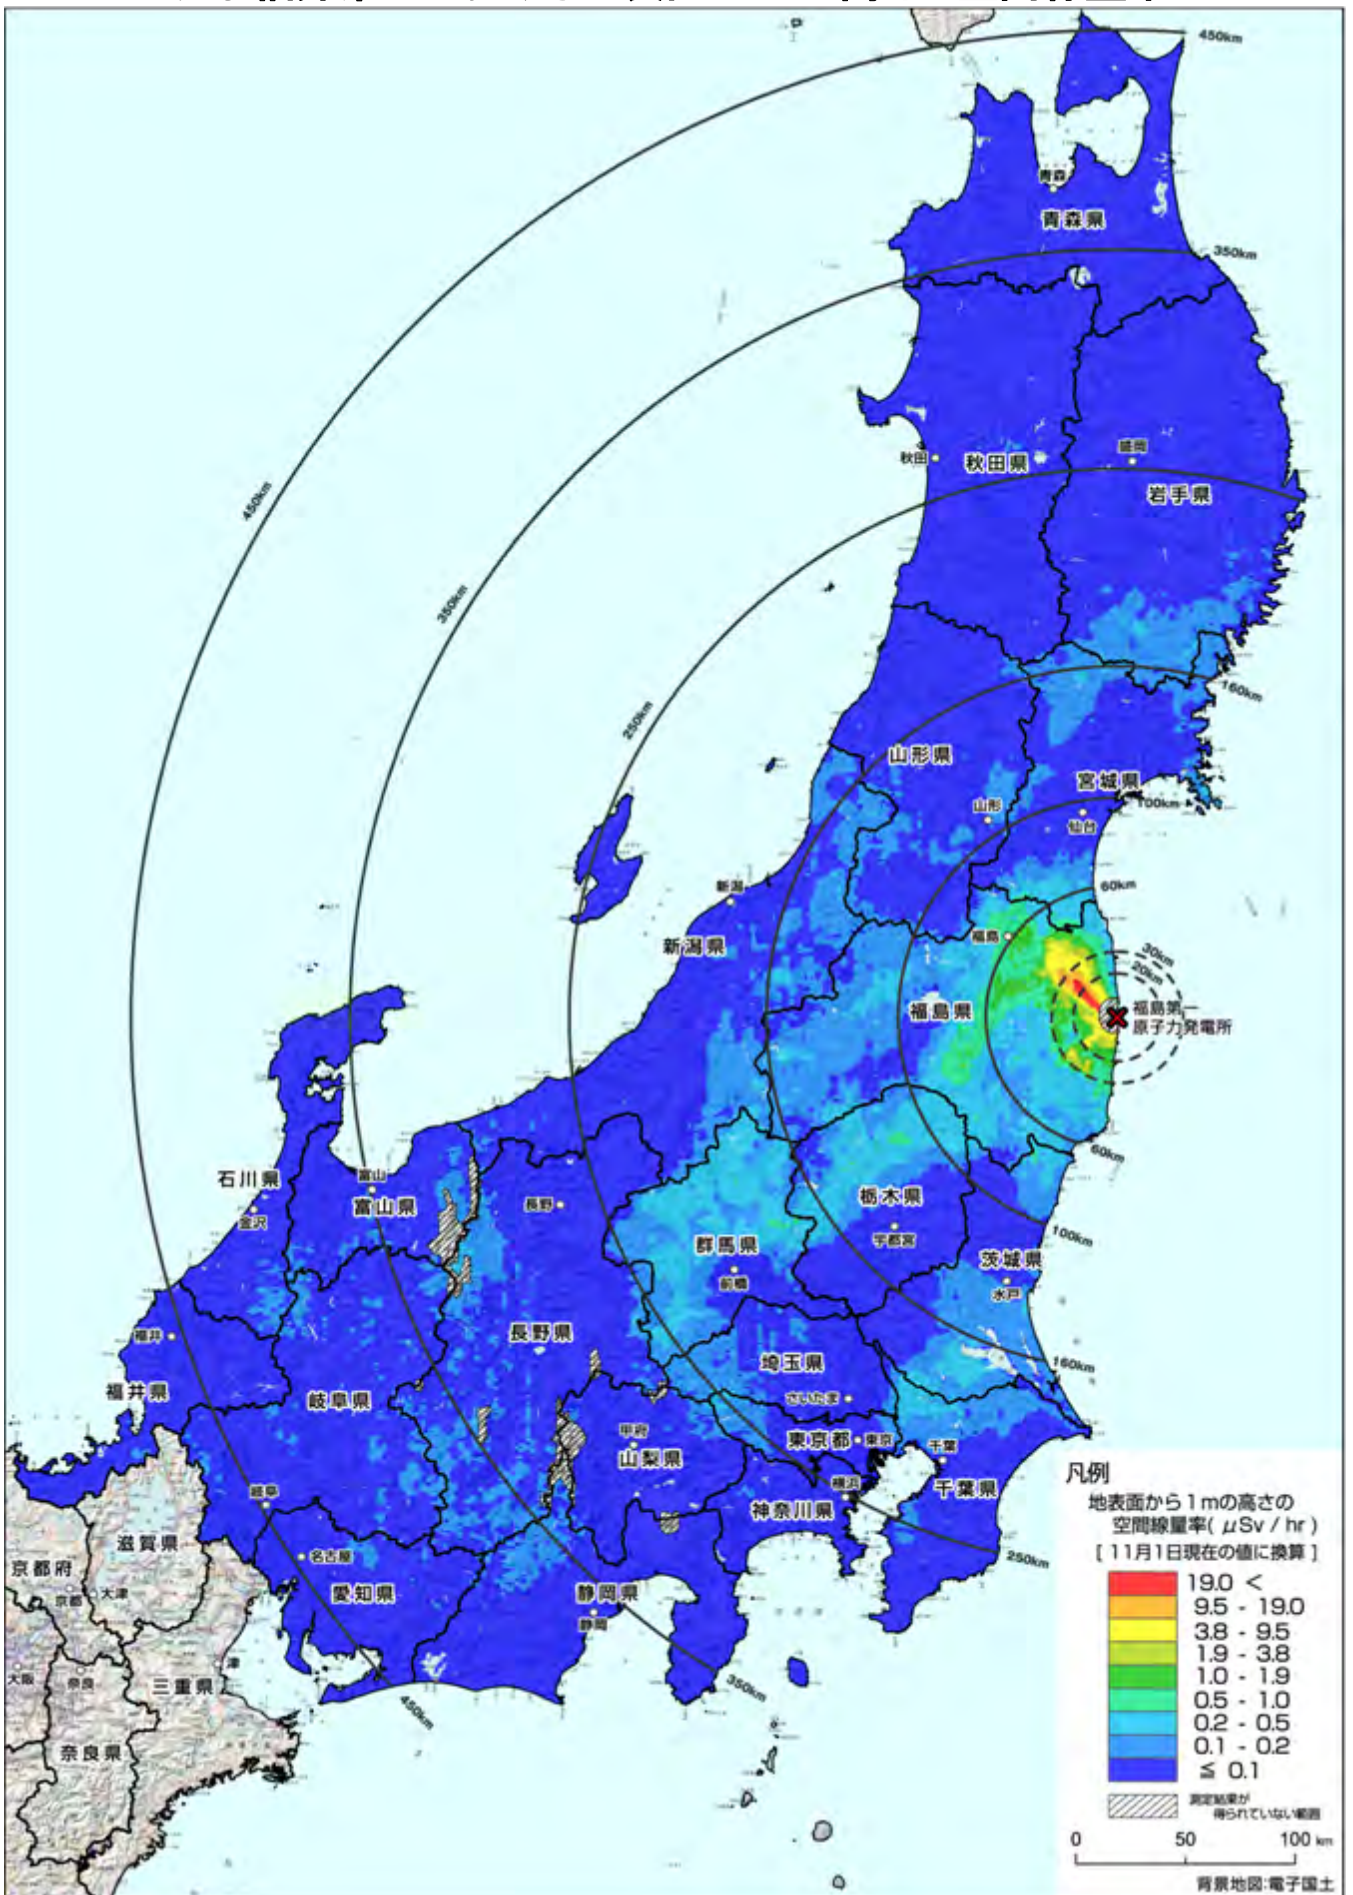 450km
青森
青森県
350km
秋田
秋田県
盛岡
岩手県
450km
350km
160km
250km
山形県
宮城県
山形
100km
仙台
新潟
60km
新潟県
福島
30km
20km
福島県
福島第一
原子力発電所
60km
石川県
富山
富山県
金沢
長野
栃木県
宇都宮
100km
群馬県
前橋
茨城県
水戸
福井
長野県
埼玉県
160km
福井県
岐阜県
さいたま
甲府
山梨県
東京都
東京
千葉
千葉県
横浜
神奈川県
岐阜
滋賀県
250km
名古屋
京都府
京都
大津
愛知県
静岡県
静岡
大阪
奈良
津
三重県
350km
450km
奈良県
凡例
地表面から1mの高さの
空間線量率( μSv / hr )
[ 11月1日現在の値に換算 ]
19.0 <
9.5 - 19.0
3.8 - 9.5
1.9 - 3.8
1.0 - 1.9
0.5 - 1.0
0.2 - 0.5
0.1 - 0.2
≦ 0.1
測定結果が
得られていない範囲
0 50 100 km
背景地図:電子国土